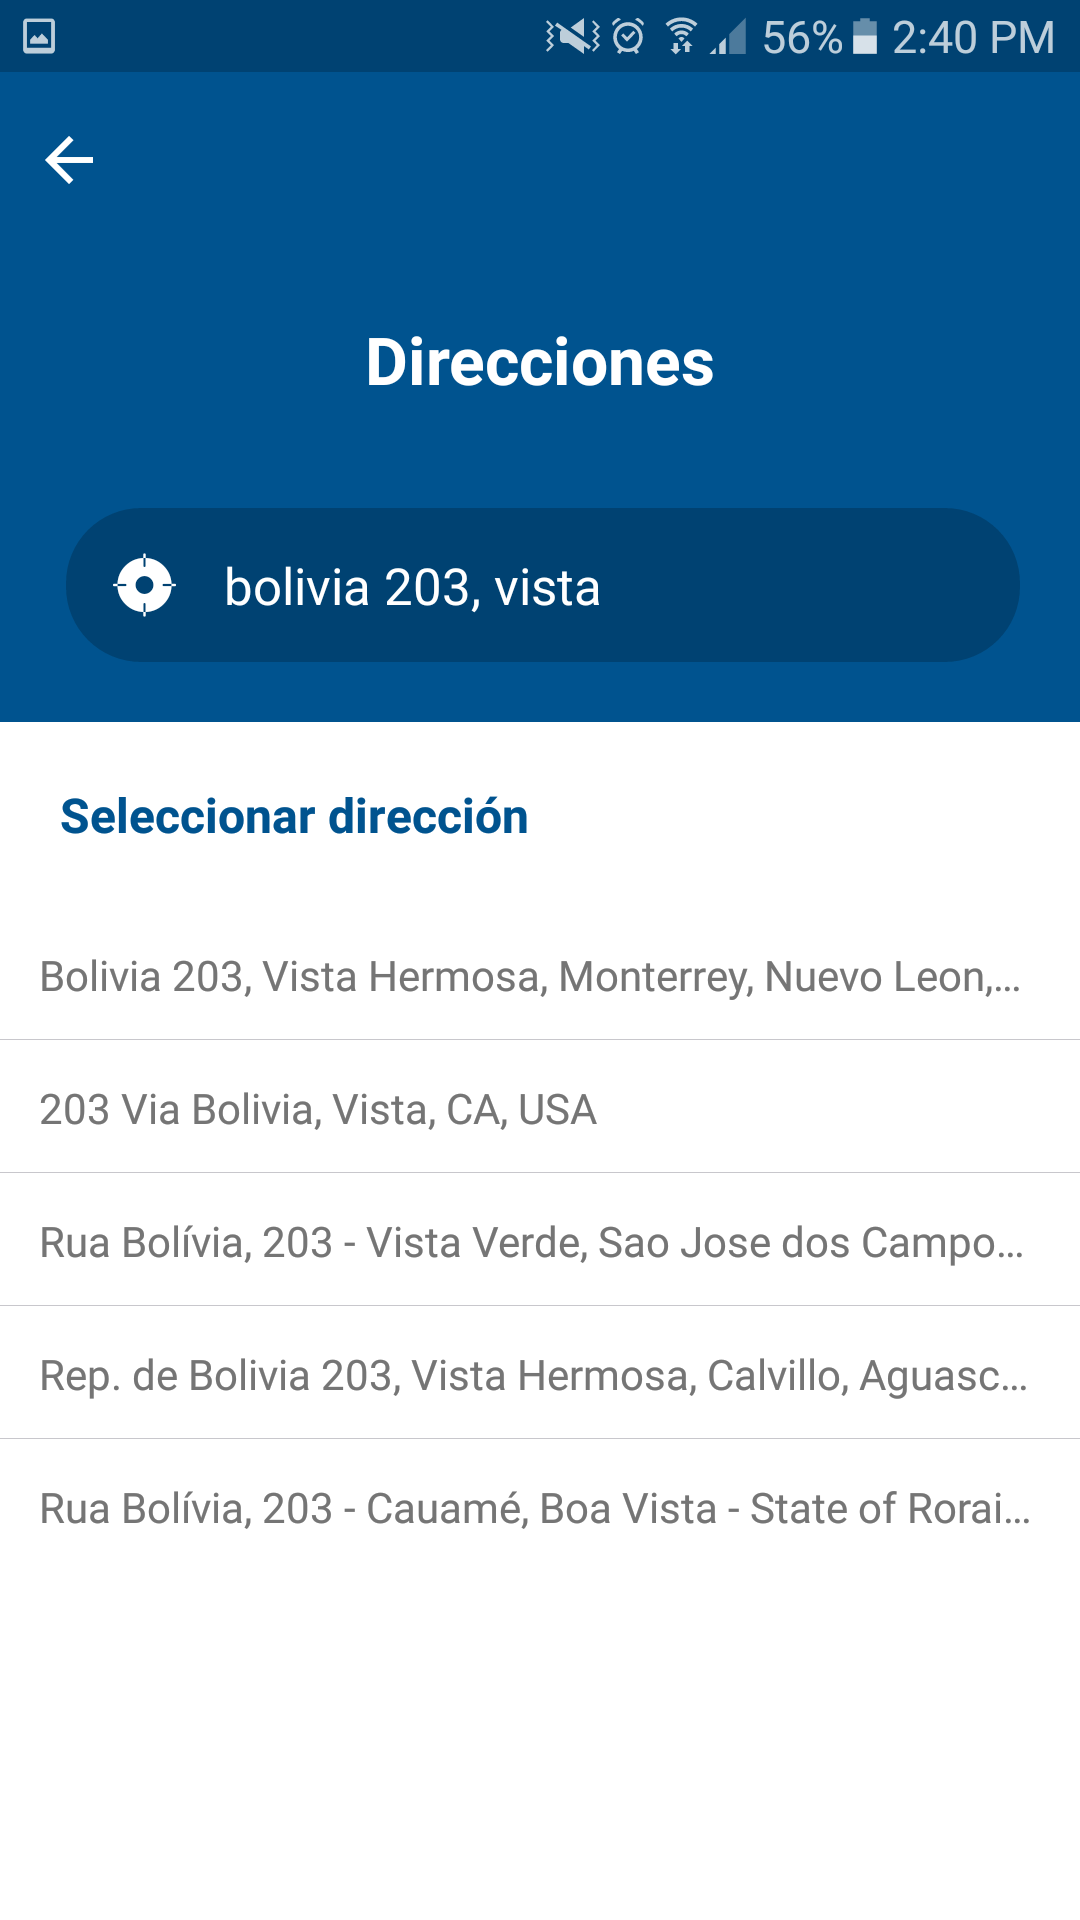 56% 2:40 PM
Direcciones
bolivia 203, vista
Seleccionar dirección
Bolivia 203, Vista Hermosa, Monterrey, Nuevo Leon,...
203 Via Bolivia, Vista, CA, USA
Rua Bolívia, 203 - Vista Verde, Sao Jose dos Campo...
Rep. de Bolivia 203, Vista Hermosa, Calvillo, Aguasc...
Rua Bolívia, 203 - Cauamé, Boa Vista - State of Rorai...